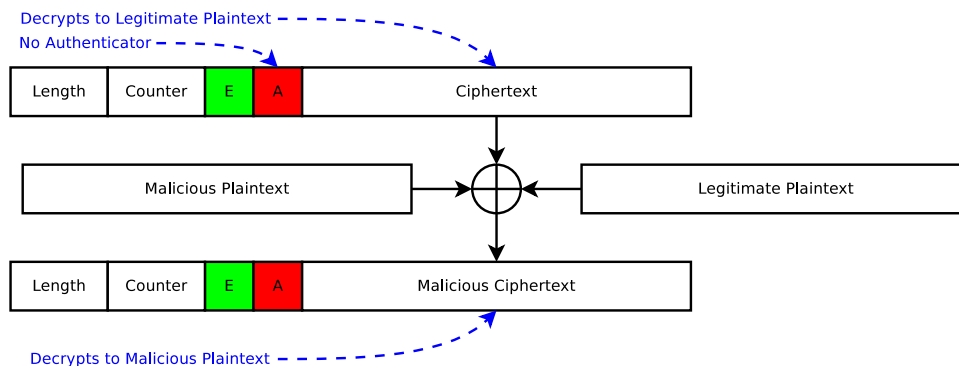 Decrypts to Legitimate Plaintext
No Authenticator
Length Counter E A Ciphertext
Malicious Plaintext Legitimate Plaintext
Length Counter E A Malicious Ciphertext
Decrypts to Malicious Plaintext